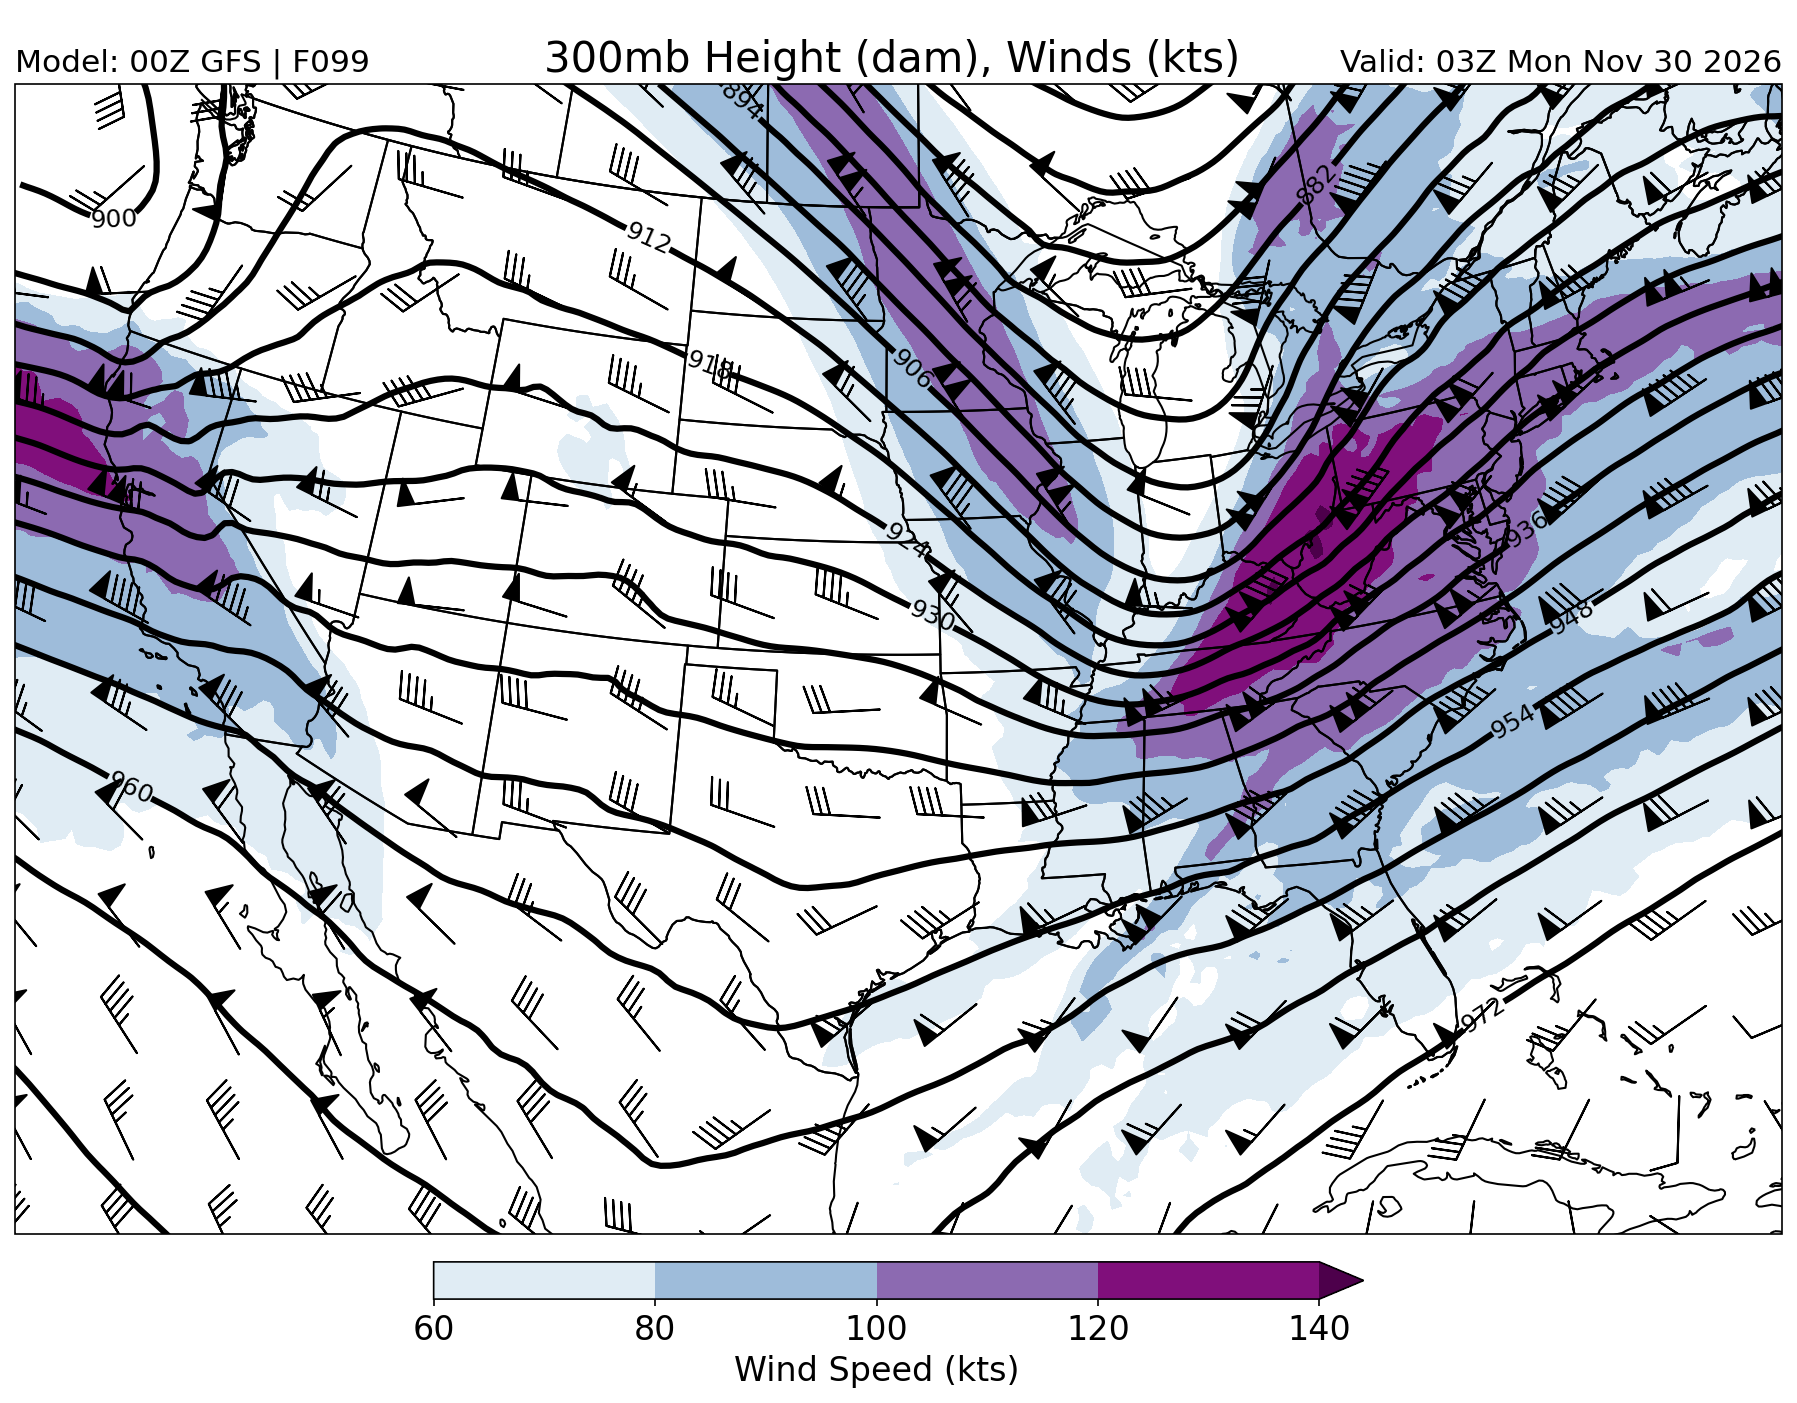 Model: 00Z GFS | F099
300mb Height (dam), Winds (kts)
Valid: 03Z Mon Nov 30 2026
894
882
900
912
918
906
924
936
930
948
954
960
972
60 80 100 120 140
Wind Speed (kts)